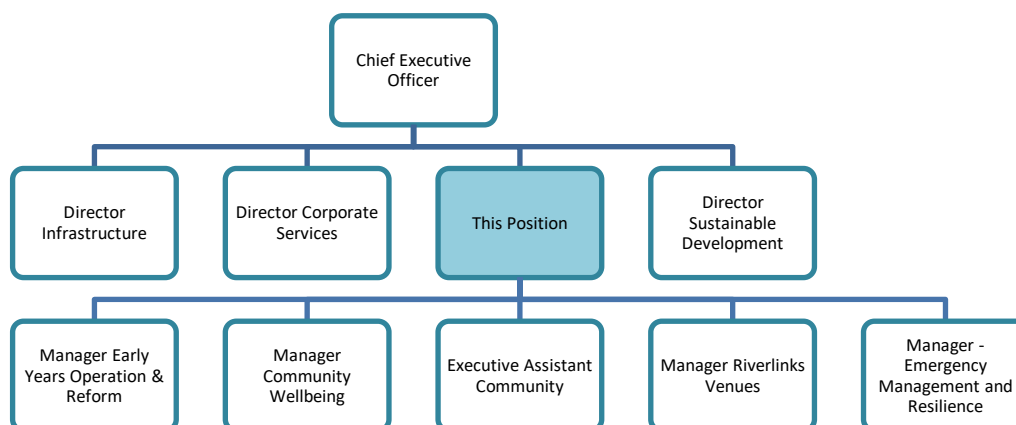 Chief Executive
Officer
Director
Infrastructure
Director Corporate
Services
This Position
Director
Sustainable
Development
Manager Early
Years Operation &
Reform
Manager
Community
Wellbeing
Executive Assistant
Community
Manager Riverlinks
Venues
Manager -
Emergency
Management and
Resilience